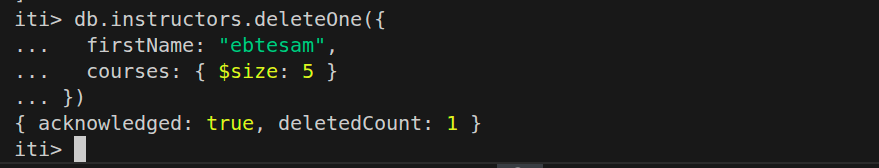 iti> db.instructors.deleteOne({
...   firstName: "ebtesam",
...   courses: { $size: 5 }
... })
{ acknowledged: true, deletedCount: 1 }
iti>